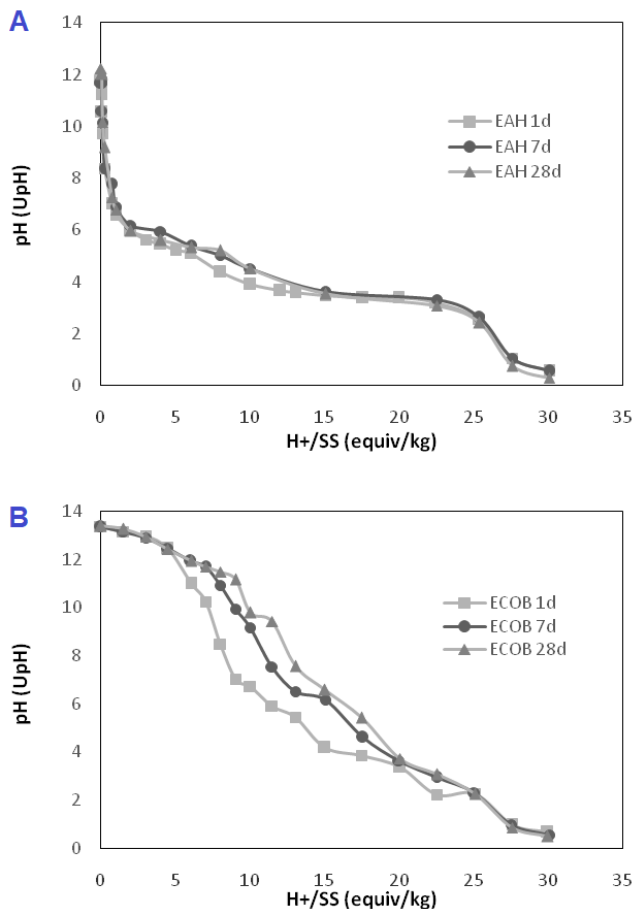 A
14
12
10
8
6
4
2
0
pH (UpH)
EAH 1d
EAH 7d
EAH 28d
0 5 10 15 20 25 30 35
H+/SS (equiv/kg)
B
14
12
10
8
6
4
2
0
pH (UpH)
ECOB 1d
ECOB 7d
ECOB 28d
0 5 10 15 20 25 30 35
H+/SS (equiv/kg)